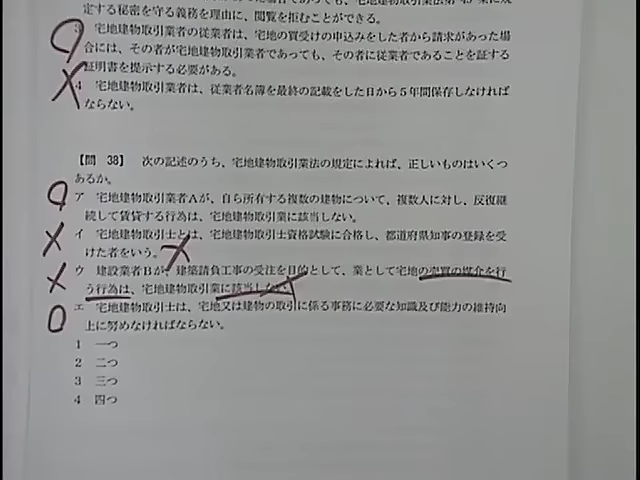 定する秘密を守る義務を理由に、閲覧を拒むことができる。
3 宅地建物取引業者の従業者は、宅地の買受けの申込みをした者から請求があった場
合には、その者が宅地建物取引業者であっても、その者に従業者であることを証する
証明書を提示する必要がある。
4 宅地建物取引業者は、従業者名簿を最終の記載をした日から5年間保存しなければ
ならない。
【問 38】 次の記述のうち、宅地建物取引業法の規定によれば、正しいものはいくつ
あるか。
ア 宅地建物取引業者Aが、自ら所有する複数の建物について、複数人に対し、反復継
続して賃貸する行為は、宅地建物取引業に該当しない。
イ 宅地建物取引士とは、宅地建物取引士資格試験に合格し、都道府県知事の登録を受
けた者をいう。
ウ 建設業者Bが、建築請負工事の受注を目的として、業として宅地の売買の媒介を行
う行為は、宅地建物取引業に該当しない。
エ 宅地建物取引士は、宅地又は建物の取引に係る事務に必要な知識及び能力の維持向
上に努めなければならない。
1 一つ
2 二つ
3 三つ
4 四つ